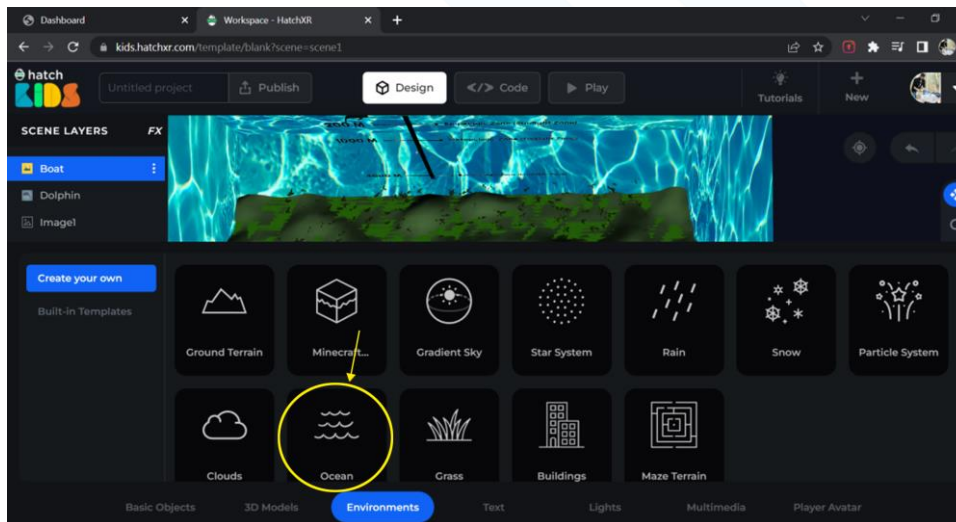 Dashboard
Workspace - HatchXR
kids.hatchxr.com/template/blank?scene=scene1
hatch
KIDS
Untitled project
Publish
Design
</> Code
Play
Tutorials
New
SCENE LAYERS FX
Boat
Dolphin
Image1
200 M
1000 M
Create your own
Built-in Templates
Ground Terrain
Minecraft...
Gradient Sky
Star System
Rain
Snow
Particle System
Clouds
Ocean
Grass
Buildings
Maze Terrain
Basic Objects
3D Models
Environments
Text
Lights
Multimedia
Player Avatar